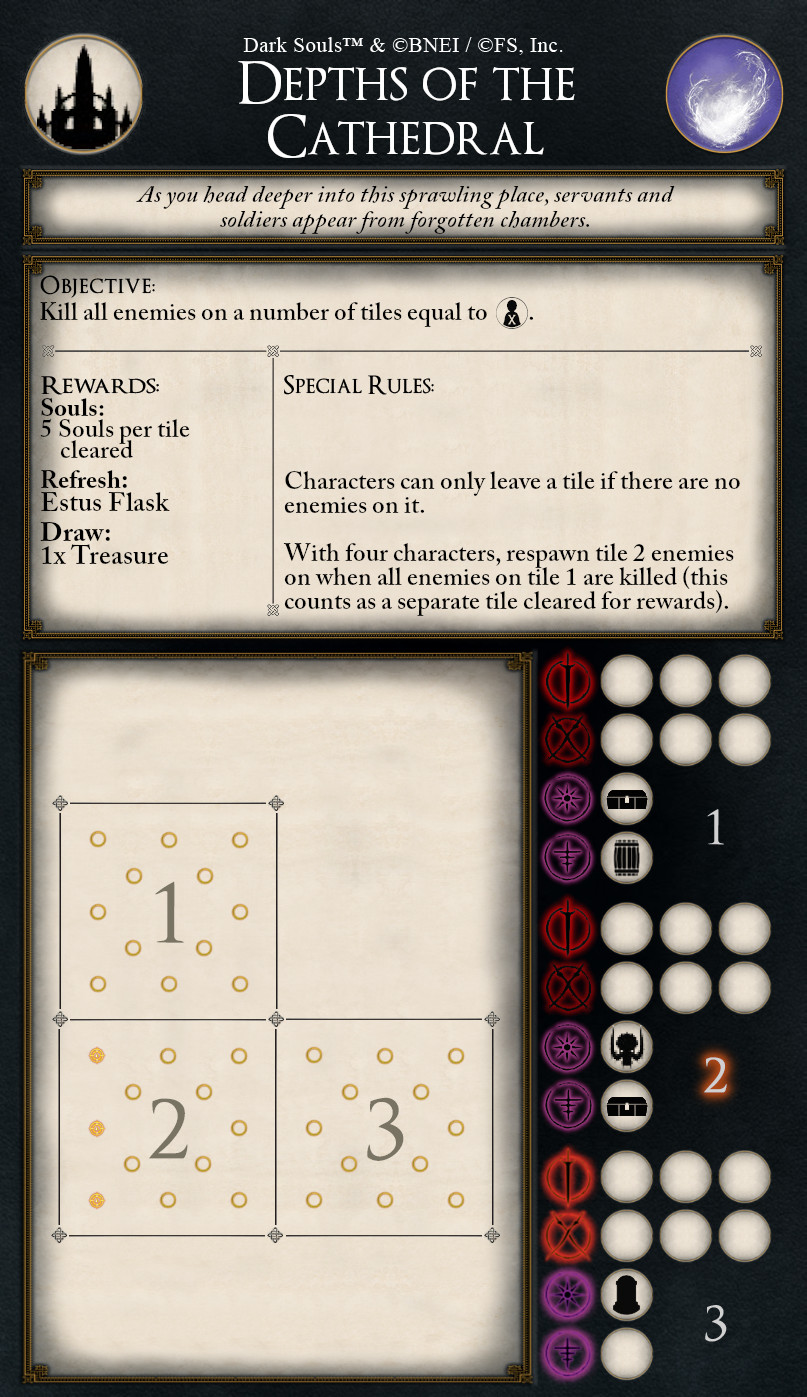 Dark Souls™ & ©BNEI / ©FS, Inc.
Depths of the
Cathedral
As you head deeper into this sprawling place, servants and
soldiers appear from forgotten chambers.
Objective:
Kill all enemies on a number of tiles equal to X.
Rewards:
Souls:
5 Souls per tile
cleared
Refresh:
Estus Flask
Draw:
1x Treasure
Special Rules:
Characters can only leave a tile if there are no
enemies on it.
With four characters, respawn tile 2 enemies
on when all enemies on tile 1 are killed (this
counts as a separate tile cleared for rewards).
1
2
3
1
2
3